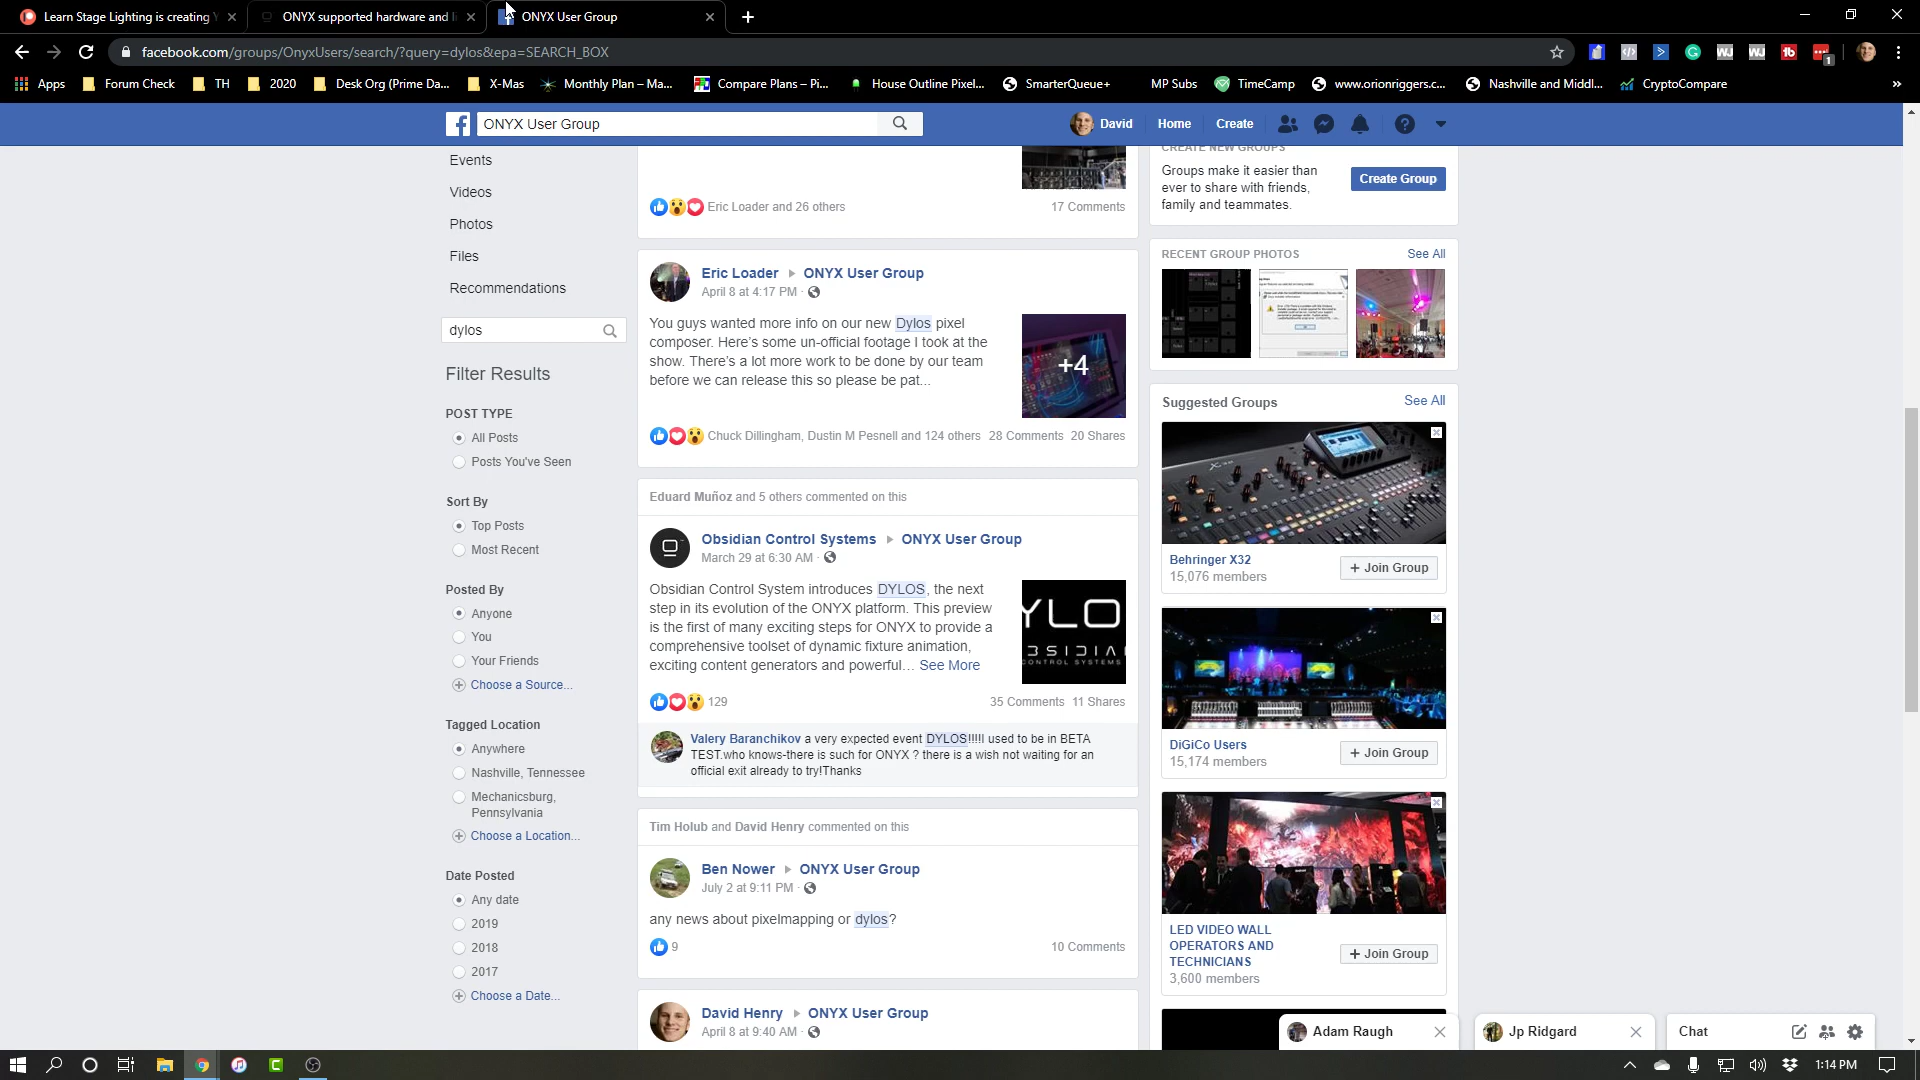 Learn Stage Lighting is creating Y
ONYX supported hardware and li
ONYX User Group
facebook.com/groups/OnyxUsers/search/?query=dylos&epa=SEARCH_BOX
1
Apps
Forum Check
TH
2020
Desk Org (Prime Da...
X-Mas
Monthly Plan – Ma...
Compare Plans – Pi...
House Outline Pixel...
SmarterQueue+
MP Subs
TimeCamp
www.orionriggers.c...
Nashville and Middl...
CryptoCompare
»
ONYX User Group
David
Home
Create
Events
Videos
Photos
Files
Recommendations
dylos
Filter Results
POST TYPE
All Posts
Posts You've Seen
Sort By
Top Posts
Most Recent
Posted By
Anyone
You
Your Friends
Choose a Source...
Tagged Location
Anywhere
Nashville, Tennessee
Mechanicsburg,
Pennsylvania
Choose a Location...
Date Posted
Any date
2019
2018
2017
Choose a Date...
Eric Loader and 26 others
17 Comments
Eric Loader ▸ ONYX User Group
April 8 at 4:17 PM ·
You guys wanted more info on our new Dylos pixel
composer. Here's some un-official footage I took at the
show. There's a lot more work to be done by our team
before we can release this so please be pat...
+4
Chuck Dillingham, Dustin M Pesnell and 124 others
28 Comments 20 Shares
Eduard Muñoz and 5 others commented on this
Obsidian Control Systems ▸ ONYX User Group
March 29 at 6:30 AM ·
Obsidian Control System introduces DYLOS, the next
step in its evolution of the ONYX platform. This preview
is the first of many exciting steps for ONYX to provide a
comprehensive toolset of dynamic fixture animation,
exciting content generators and powerful... See More
YLO
BSIDIA
CONTROL SYSTEMS
129
35 Comments 11 Shares
Valery Baranchikov a very expected event DYLOS!!!!!I used to be in BETA
TEST.who knows-there is such for ONYX ? there is a wish not waiting for an
official exit already to try!Thanks
Tim Holub and David Henry commented on this
Ben Nower ▸ ONYX User Group
July 2 at 9:11 PM ·
any news about pixelmapping or dylos?
9
10 Comments
David Henry ▸ ONYX User Group
April 8 at 9:40 AM ·
CREATE NEW GROUPS
Groups make it easier than
ever to share with friends,
family and teammates.
Create Group
RECENT GROUP PHOTOS
See All
Suggested Groups
See All
Behringer X32
15,076 members
+ Join Group
DiGiCo Users
15,174 members
+ Join Group
LED VIDEO WALL
OPERATORS AND
TECHNICIANS
3,600 members
+ Join Group
Adam Raugh
Jp Ridgard
Chat
1:14 PM